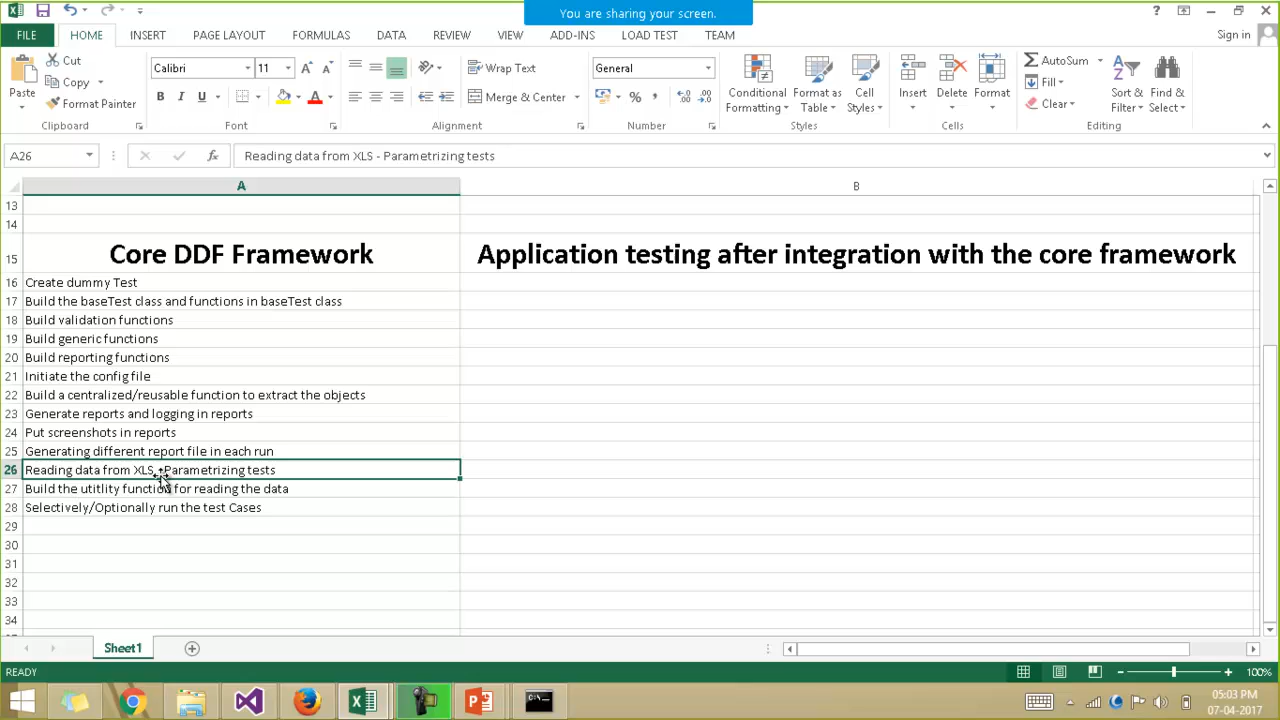 You are sharing your screen.
?
FILE
HOME
INSERT
PAGE LAYOUT
FORMULAS
DATA
REVIEW
VIEW
ADD-INS
LOAD TEST
TEAM
Sign in
Paste
Cut
Copy
Format Painter
Clipboard
Calibri
11
B I U
Font
Wrap Text
Merge & Center
Alignment
General
%
Number
Conditional Formatting
Format as Table
Cell Styles
Styles
Insert
Delete
Format
Cells
AutoSum
Fill
Clear
Sort & Filter
Find & Select
Editing
A26
fx
Reading data from XLS - Parametrizing tests
A
B
13
14
15 Core DDF Framework Application testing after integration with the core framework
16 Create dummy Test
17 Build the baseTest class and functions in baseTest class
18 Build validation functions
19 Build generic functions
20 Build reporting functions
21 Initiate the config file
22 Build a centralized/reusable function to extract the objects
23 Generate reports and logging in reports
24 Put screenshots in reports
25 Generating different report file in each run
26 Reading data from XLS - Parametrizing tests
27 Build the utitlity function for reading the data
28 Selectively/Optionally run the test Cases
29
30
31
32
33
34
Sheet1
READY
100%
05:03 PM
07-04-2017